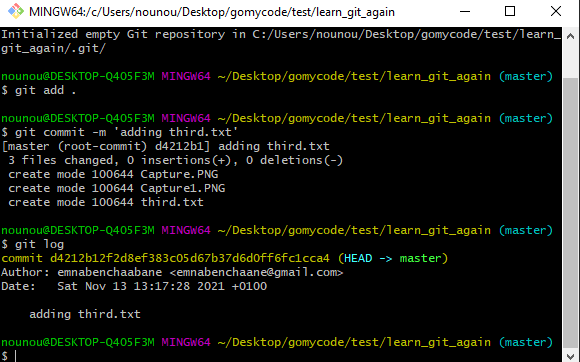 MINGW64:/c/Users/nounou/Desktop/gomycode/test/learn_git_again
Initialized empty Git repository in C:/Users/nounou/Desktop/gomycode/test/learn_
git_again/.git/
nounou@DESKTOP-Q405F3M MINGW64 ~/Desktop/gomycode/test/learn_git_again (master)
$ git add .
nounou@DESKTOP-Q405F3M MINGW64 ~/Desktop/gomycode/test/learn_git_again (master)
$ git commit -m 'adding third.txt'
[master (root-commit) d4212b1] adding third.txt
3 files changed, 0 insertions(+), 0 deletions(-)
create mode 100644 Capture.PNG
create mode 100644 Capture1.PNG
create mode 100644 third.txt
nounou@DESKTOP-Q405F3M MINGW64 ~/Desktop/gomycode/test/learn_git_again (master)
$ git log
commit d4212b12f2d8ef383c05d67b37d6d0ff6fc1cca4 (HEAD -> master)
Author: emnabenchaabane <emnabenchaane@gmail.com>
Date:   Sat Nov 13 13:17:28 2021 +0100
adding third.txt
nounou@DESKTOP-Q405F3M MINGW64 ~/Desktop/gomycode/test/learn_git_again (master)
$